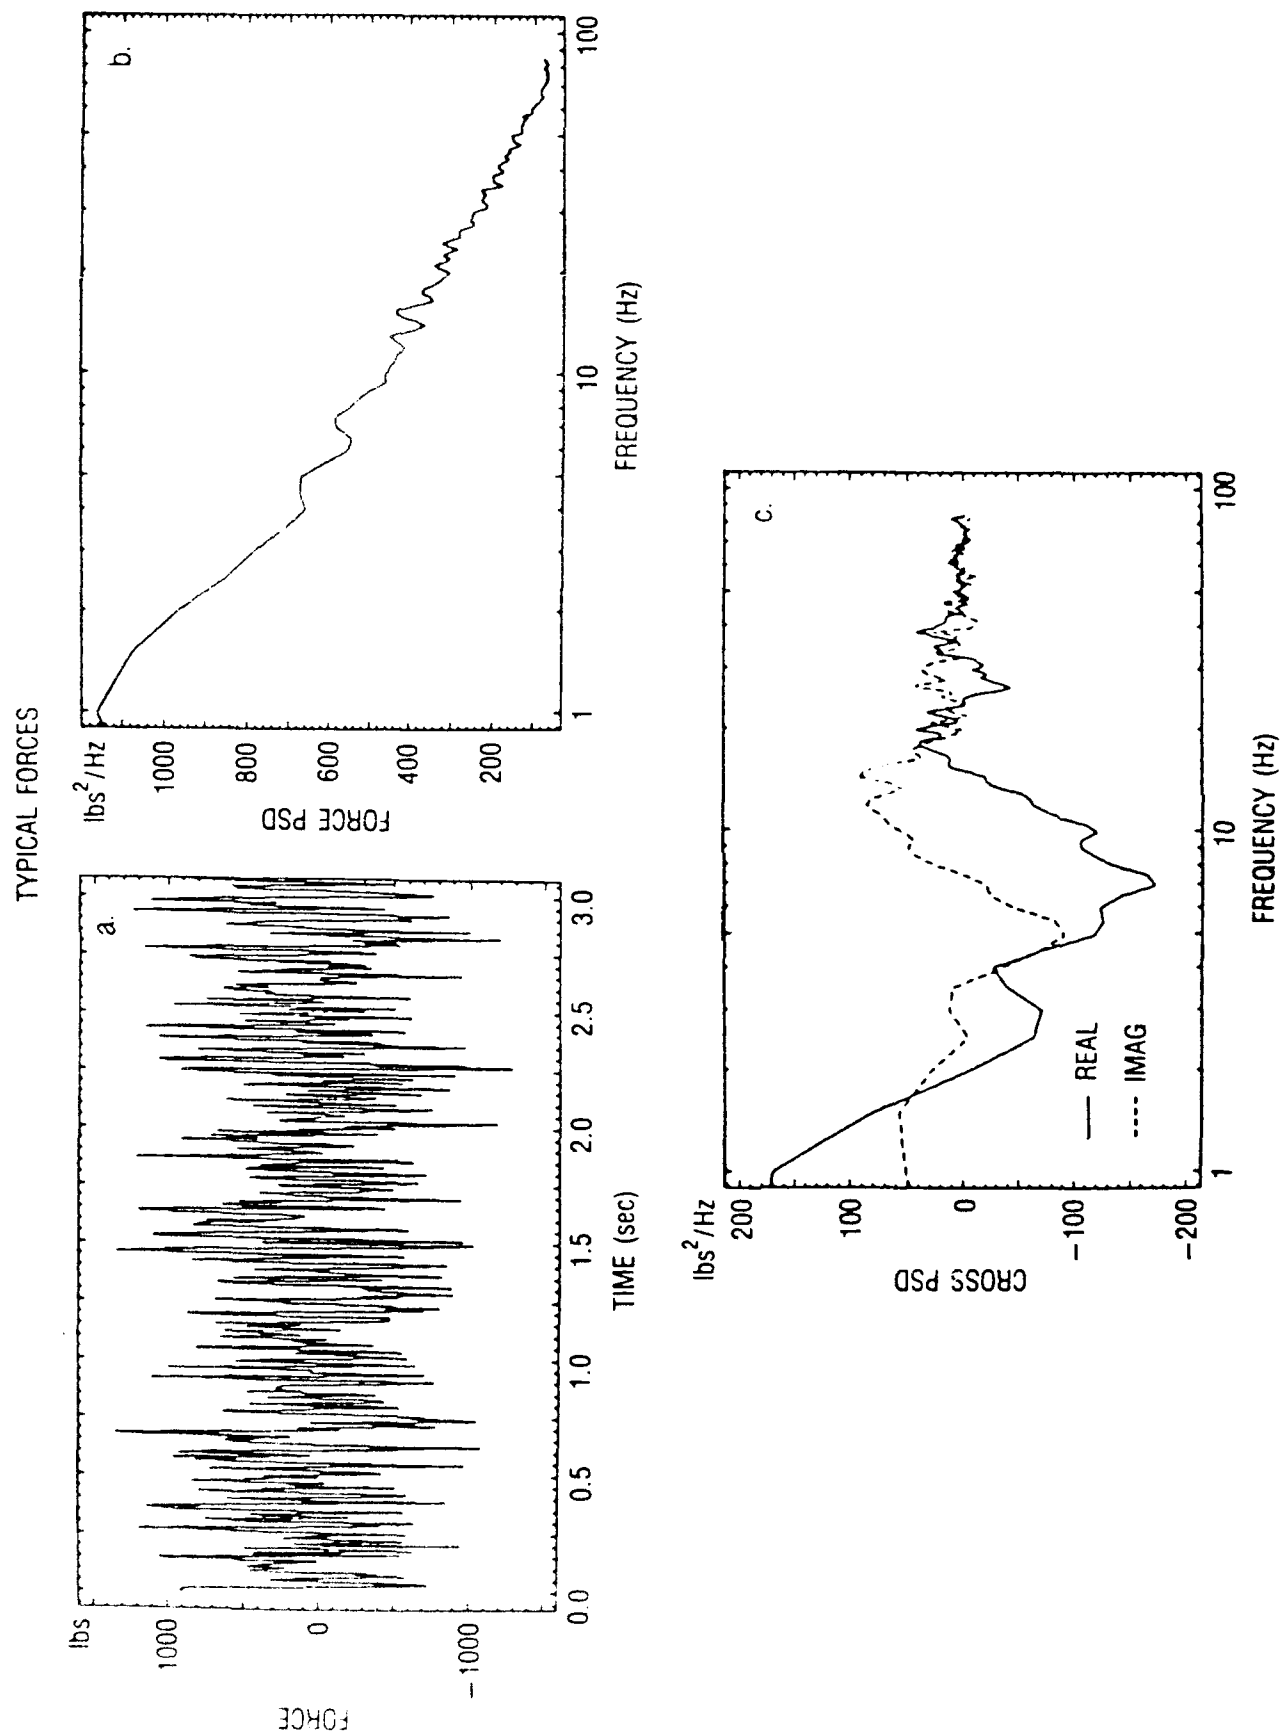 TYPICAL FORCES
a.
lbs
1000
0
-1000
FORCE
0.0 0.5 1.0 1.5 2.0 2.5 3.0
TIME (sec)
b.
lbs²/Hz
1000
800
600
400
200
FORCE PSD
1 10 100
FREQUENCY (Hz)
c.
lbs²/Hz
200
100
0
-100
-200
CROSS PSD
REAL
IMAG
1 10 100
FREQUENCY (Hz)